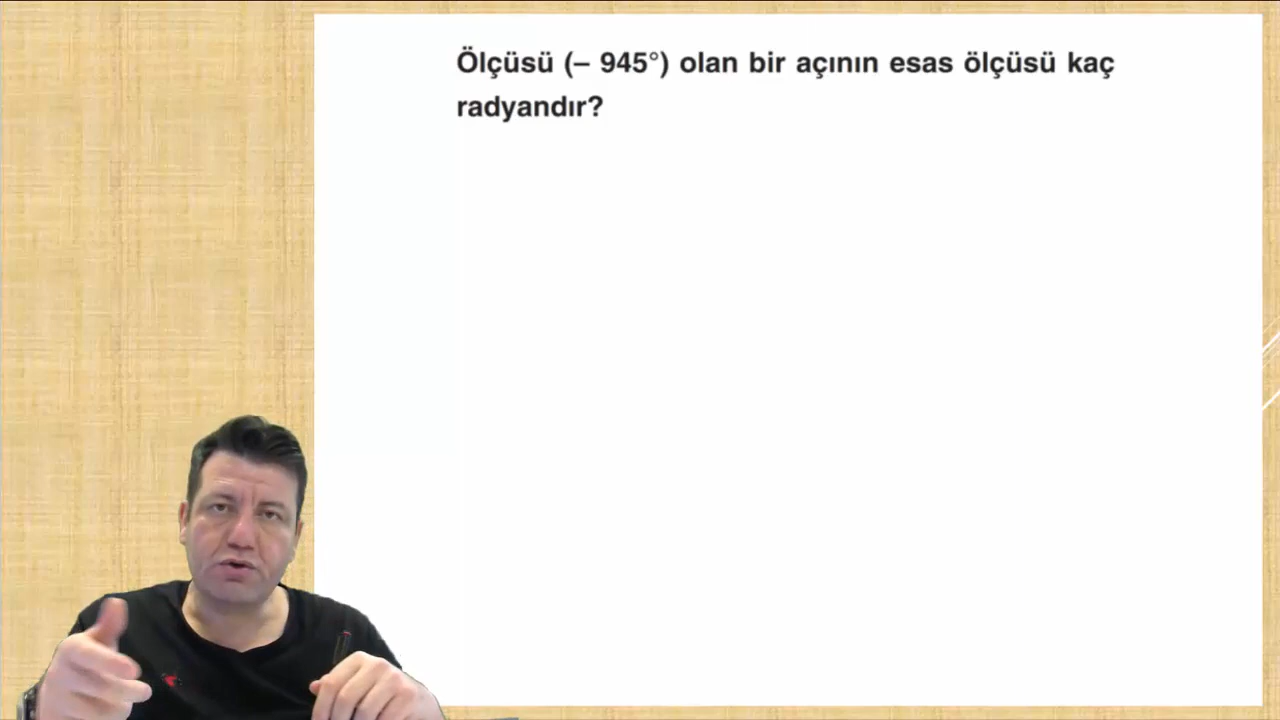 Ölçüsü (– 945°) olan bir açının esas ölçüsü kaç
radyandır?